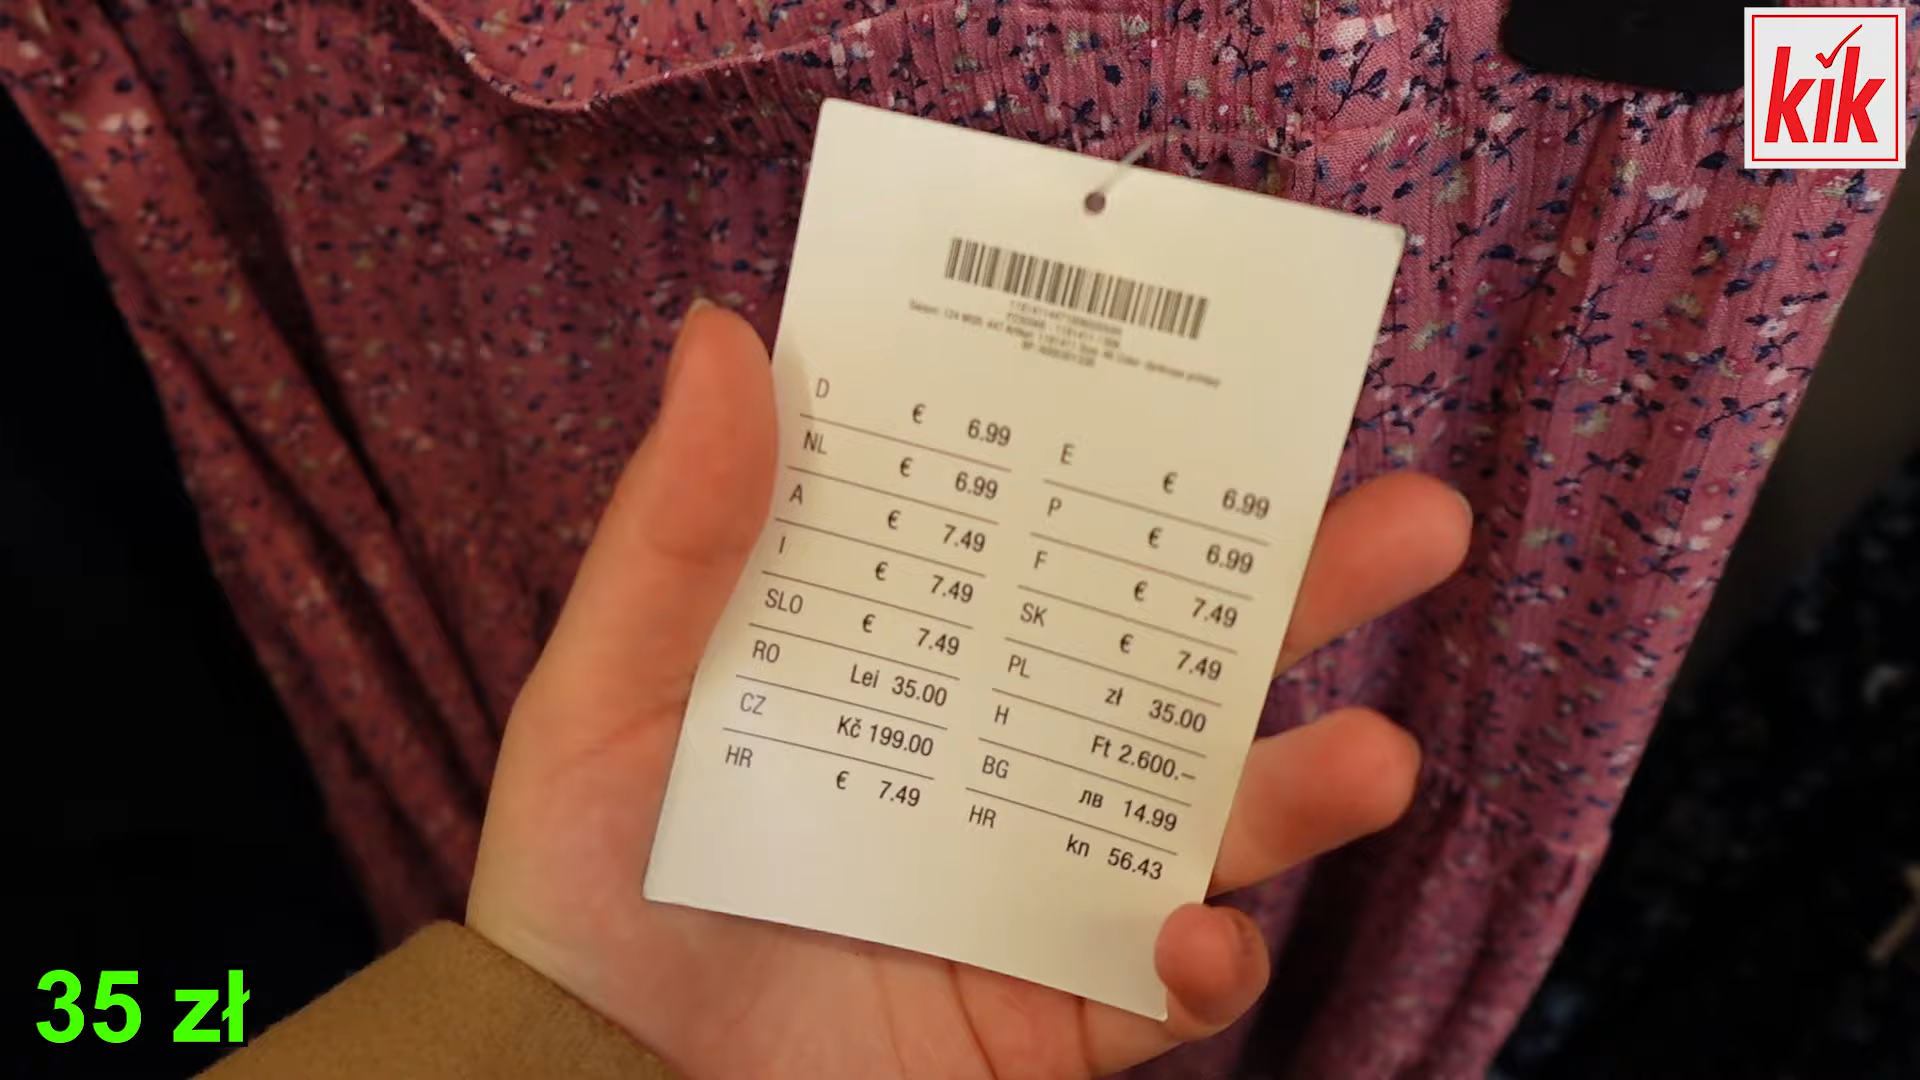 kik
D € 6.99
NL € 6.99
A € 7.49
I € 7.49
SLO € 7.49
RO Lei 35.00
CZ Kč 199.00
HR € 7.49
E € 6.99
P € 6.99
F € 7.49
SK € 7.49
PL zł 35.00
H Ft 2.600.–
BG лв 14.99
HR kn 56.43
35 zł